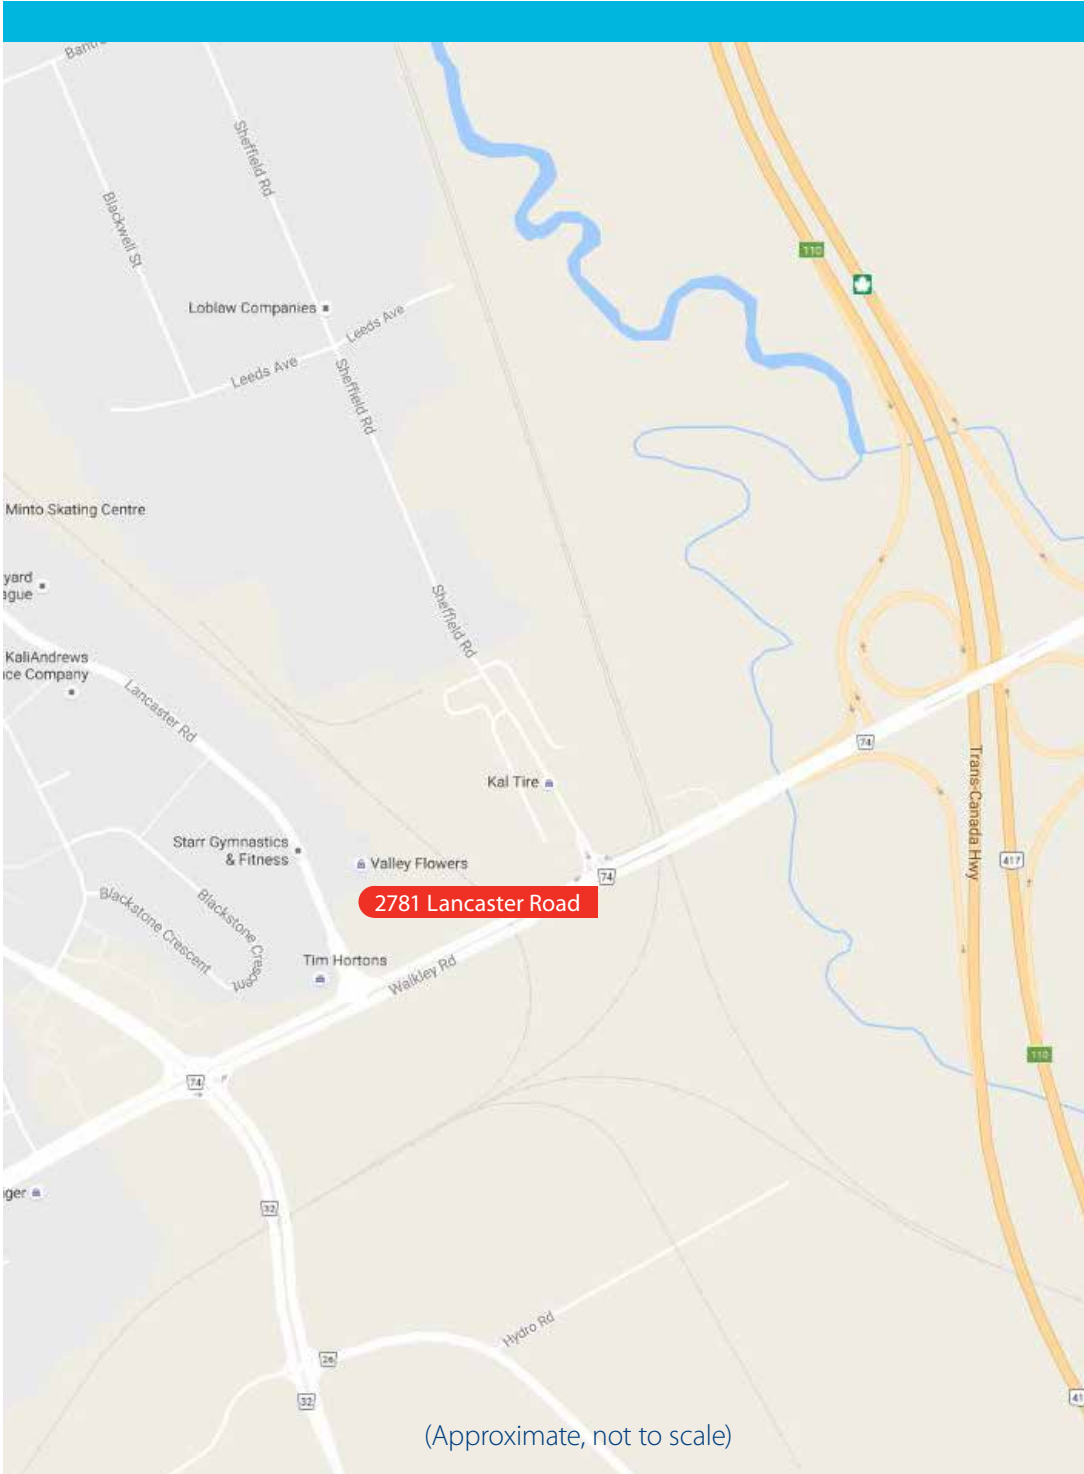 Sheffield Rd
Blackwell St
110
Loblaw Companies
Leeds Ave
Leeds Ave
Sheffield Rd
Minto Skating Centre
yard
ague
Sheffield Rd
KaliAndrews
ice Company
Lancaster Rd
74
Trans-Canada Hwy
Kal Tire
Starr Gymnastics
& Fitness
Valley Flowers
417
74
2781 Lancaster Road
Blackstone Crescent
Blackstone Crescent
Tim Hortons
Walkley Rd
110
74
ger
32
Hydro Rd
26
32
41
(Approximate, not to scale)